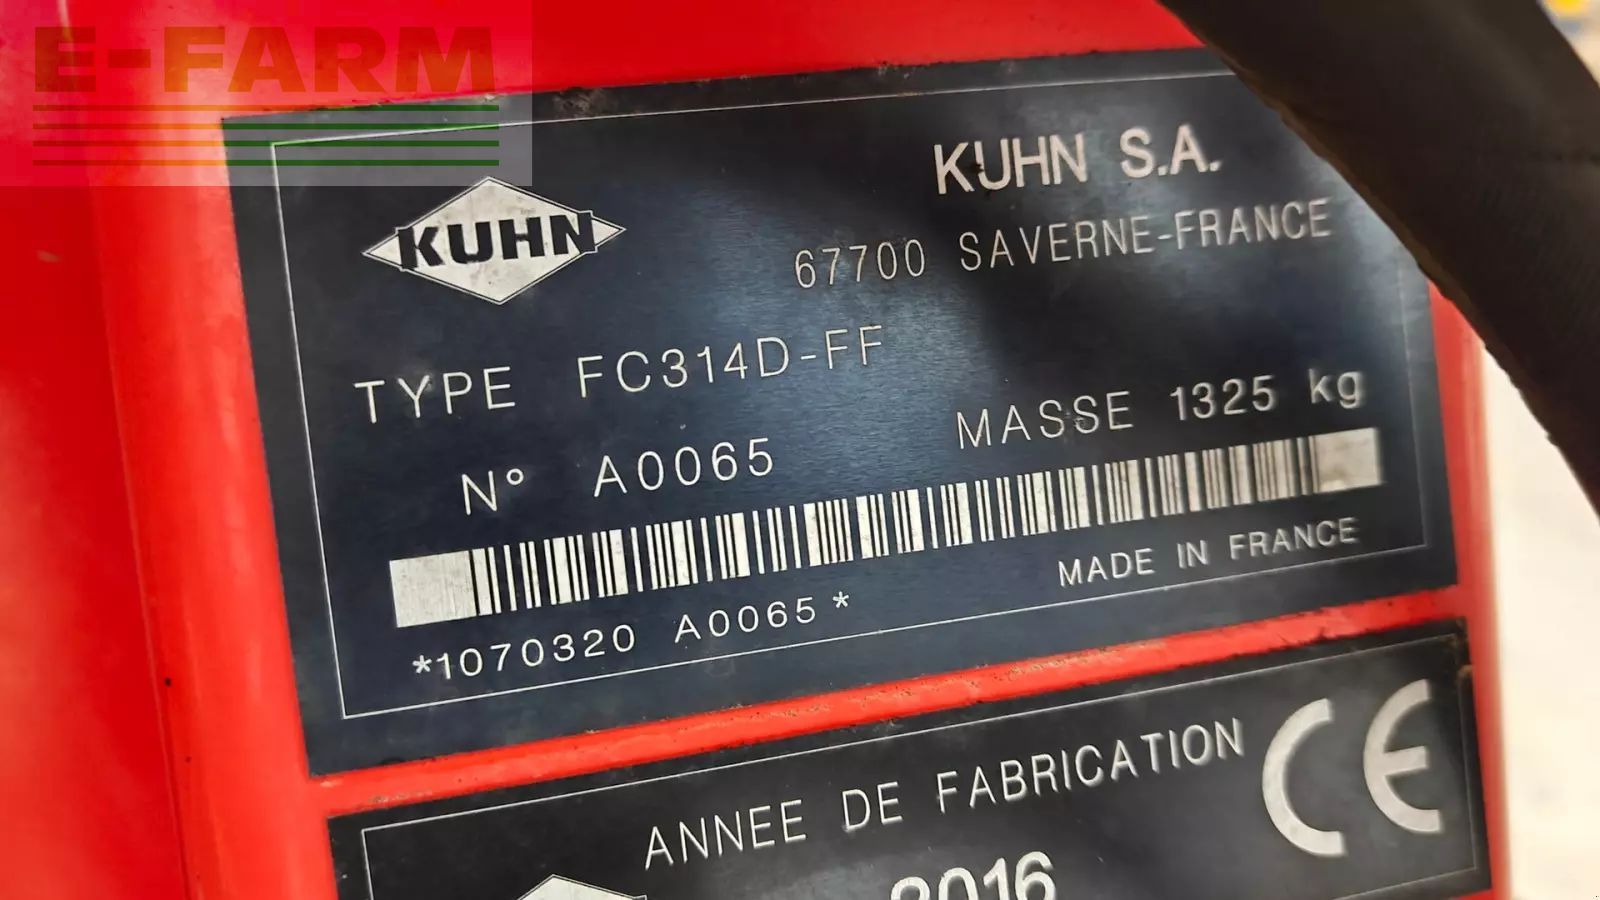 E-FARM
KUHN
KUHN S.A.
67700 SAVERNE-FRANCE
TYPE FC314D-FF
N° A0065 MASSE 1325 kg
*1070320 A0065*
MADE IN FRANCE
ANNEE DE FABRICATION CE
2016